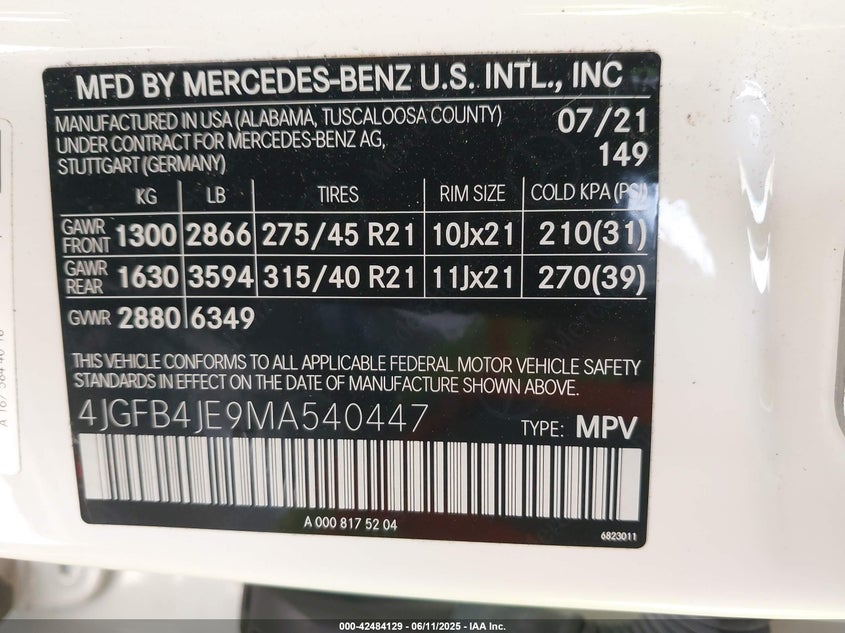 MFD BY MERCEDES-BENZ U.S. INTL., INC
MANUFACTURED IN USA (ALABAMA, TUSCALOOSA COUNTY) 07/21
UNDER CONTRACT FOR MERCEDES-BENZ AG, 149
STUTTGART (GERMANY)
KG LB TIRES RIM SIZE COLD KPA (PSI)
GAWR FRONT 1300 2866 275/45 R21 10Jx21 210(31)
GAWR REAR 1630 3594 315/40 R21 11Jx21 270(39)
GVWR 2880 6349
THIS VEHICLE CONFORMS TO ALL APPLICABLE FEDERAL MOTOR VEHICLE SAFETY
STANDARDS IN EFFECT ON THE DATE OF MANUFACTURE SHOWN ABOVE.
4JGFB4JE9MA540447 TYPE: MPV
A 000 817 52 04
6823011
000-42484129 - 06/11/2025 - IAA Inc.